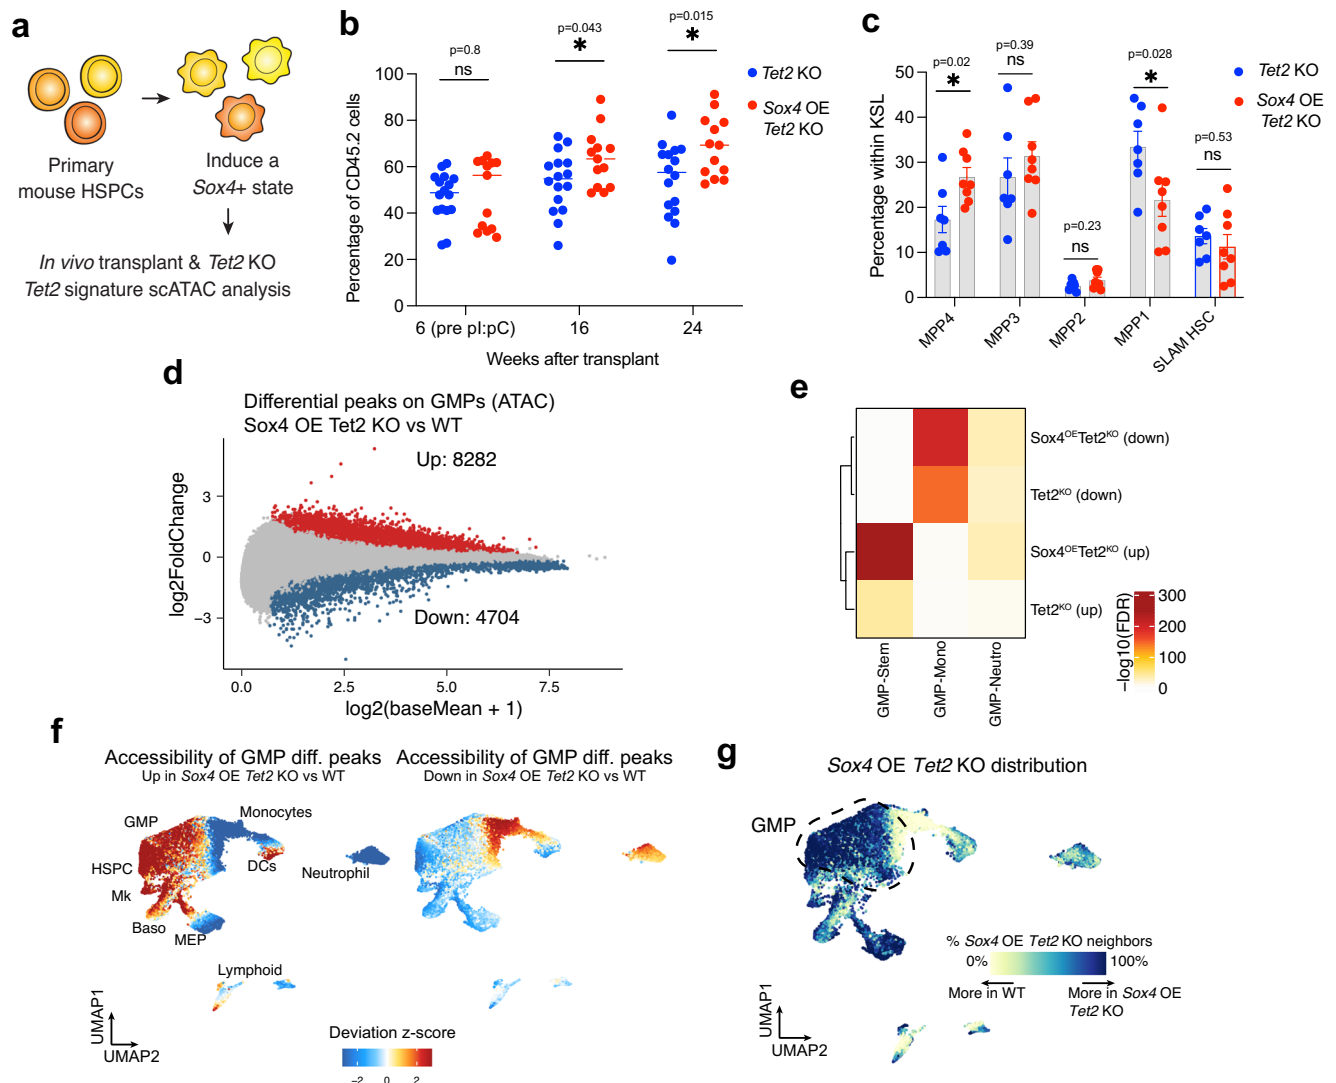 a
Primary
mouse HSPCs
Induce a
Sox4+ state
In vivo transplant & Tet2 KO
Tet2 signature scATAC analysis
b
p=0.8
ns
p=0.043
*
p=0.015
*
Percentage of CD45.2 cells
100
80
60
40
20
0
6 (pre pI:pC)
16
24
Weeks after transplant
Tet2 KO
Sox4 OE
Tet2 KO
c
p=0.02
*
p=0.39
ns
p=0.23
ns
p=0.028
*
p=0.53
ns
Percentage within KSL
50
40
30
20
10
0
MPP4
MPP3
MPP2
MPP1
SLAM HSC
Tet2 KO
Sox4 OE
Tet2 KO
d
Differential peaks on GMPs (ATAC)
Sox4 OE Tet2 KO vs WT
Up: 8282
Down: 4704
log2FoldChange
3
0
−3
0.0
2.5
5.0
7.5
log2(baseMean + 1)
e
Sox4OETet2KO (down)
Tet2KO (down)
Sox4OETet2KO (up)
Tet2KO (up)
GMP-Stem
GMP-Mono
GMP-Neutro
−log10(FDR)
300
200
100
0
f
Accessibility of GMP diff. peaks
Up in Sox4 OE Tet2 KO vs WT
Accessibility of GMP diff. peaks
Down in Sox4 OE Tet2 KO vs WT
GMP
Monocytes
HSPC
DCs
Neutrophil
Mk
Baso
MEP
Lymphoid
UMAP1
UMAP2
Deviation z-score
−2
0
2
g
Sox4 OE Tet2 KO distribution
GMP
% Sox4 OE Tet2 KO neighbors
0%
100%
More in WT
More in Sox4 OE
Tet2 KO
UMAP1
UMAP2